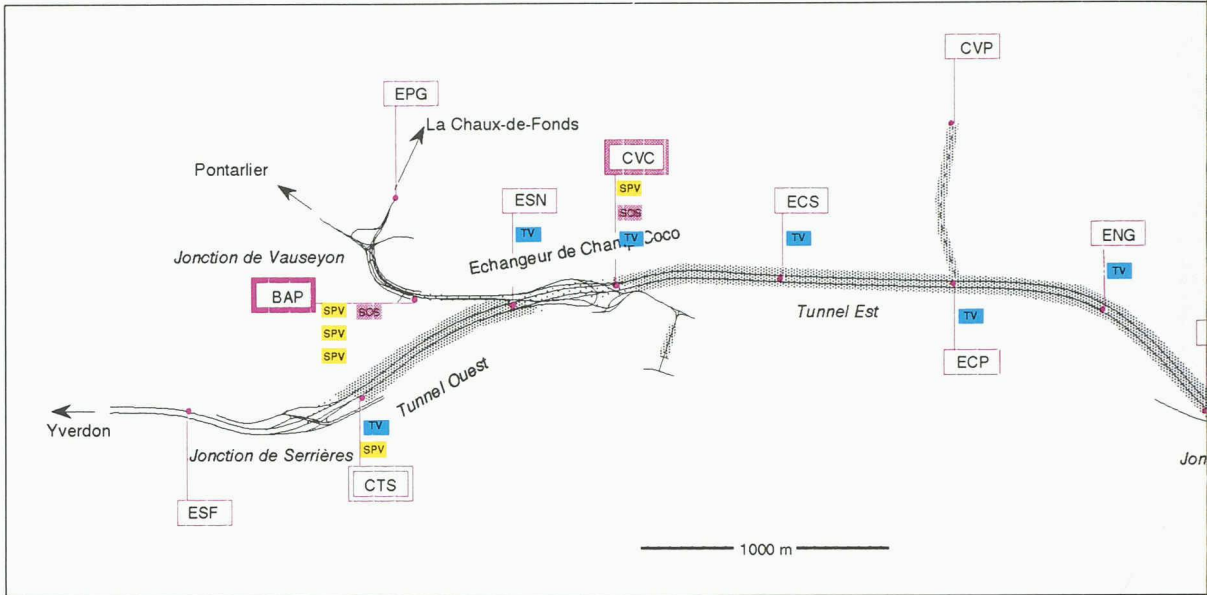 CVP
EPG
La Chaux-de-Fonds
CVC
Pontarlier
SPV
ESN
SOS
ECS
TV
TV
TV
ENG
Echangeur de Champ Coco
Jonction de Vauseyon
TV
BAP
SPV
SOS
SPV
SPV
Tunnel Est
TV
ECP
Tunnel Ouest
Yverdon
TV
Jonction de Serrières
SPV
Jon
CTS
ESF
1000 m